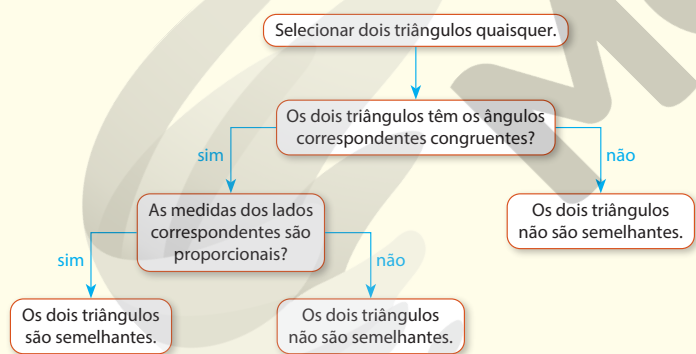 Selecionar dois triângulos quaisquer.
Os dois triângulos têm os ângulos
correspondentes congruentes?
sim
não
As medidas dos lados
correspondentes são
proporcionais?
Os dois triângulos
não são semelhantes.
sim
não
Os dois triângulos
são semelhantes.
Os dois triângulos
não são semelhantes.